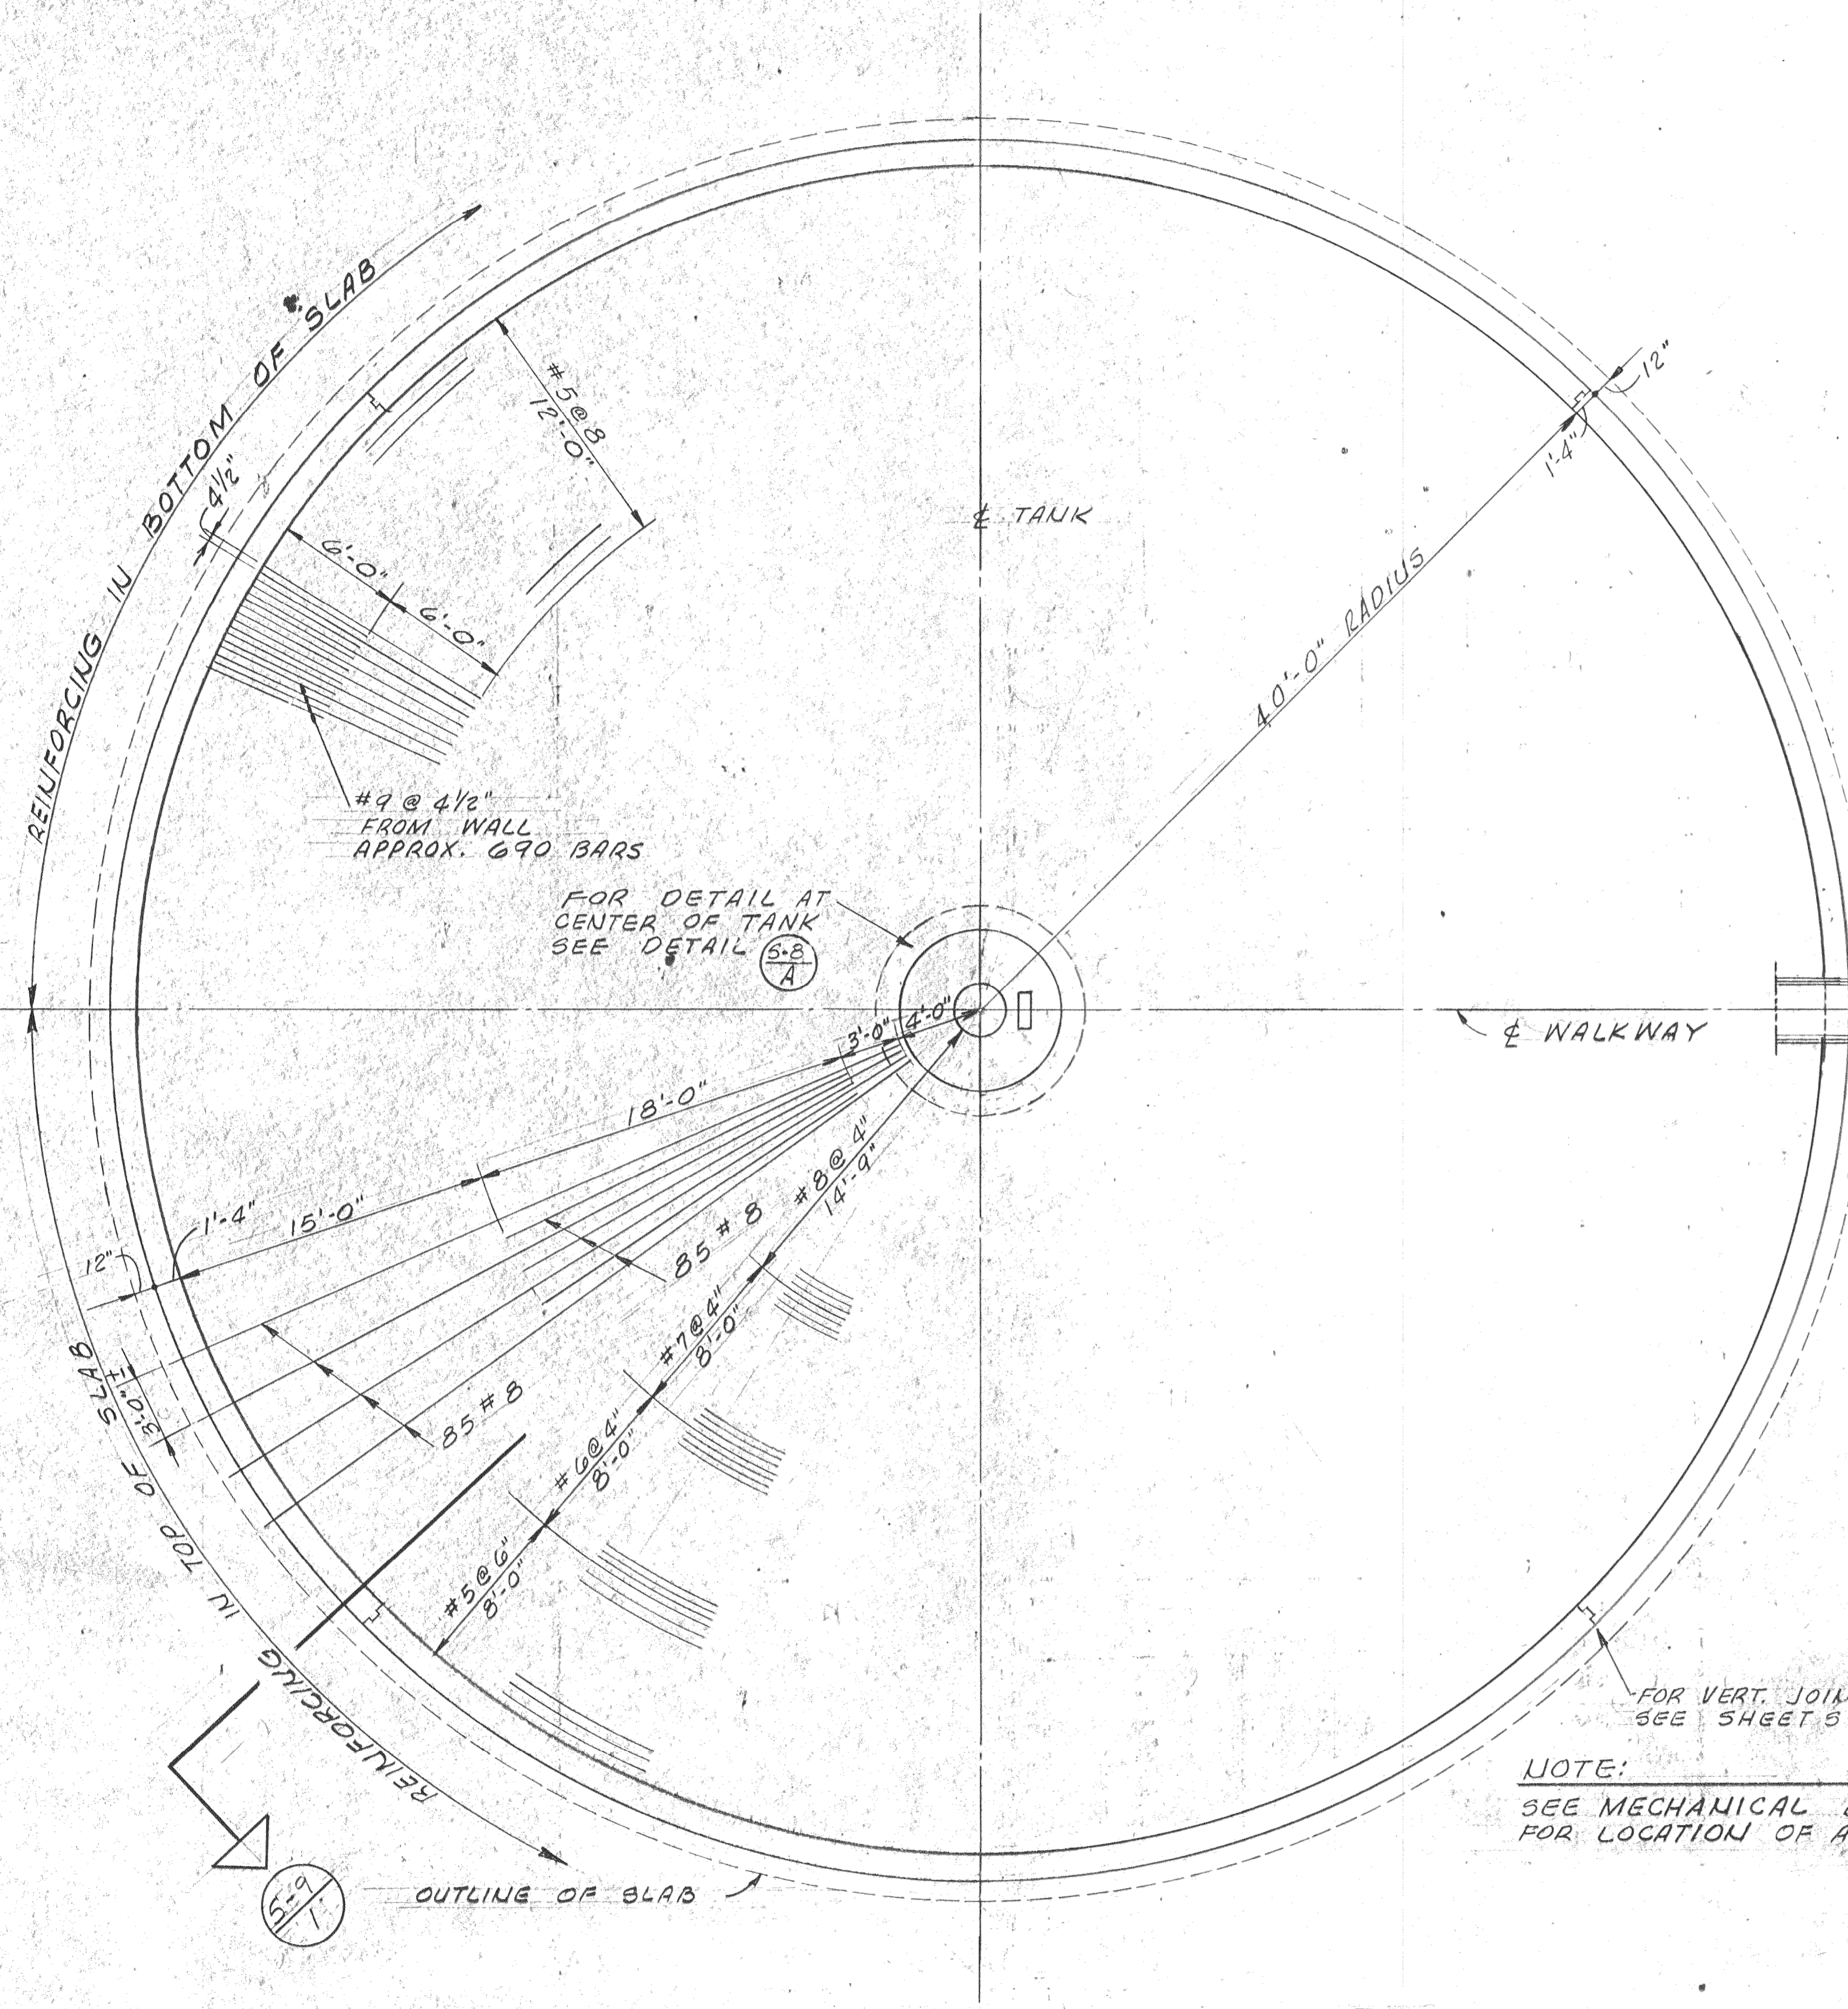 REINFORCING IN BOTTOM OF SLAB
#5@8
12'-0"
12"
1'-4"
4½"
℄ TANK
6'-0"
6'-0"
40'-0" RADIUS
#9 @ 4½"
FROM WALL
APPROX. 690 BARS
FOR DETAIL AT
CENTER OF TANK
SEE DETAIL
S-8
A
3'-0"
4'-0"
℄ WALKWAY
18'-0"
#8@4"
14'-9"
1'-4"
15'-0"
85 #8
12"
#7@4"
8'-0"
3'-0"±
85 #8
#6@4"
8'-0"
#5@6"
8'-0"
REINFORCING IN TOP OF SLAB
FOR VERT.
SEE SHEET S
NOTE:
SEE MECHANICAL
FOR LOCATION OF
S-9
1
OUTLINE OF SLAB